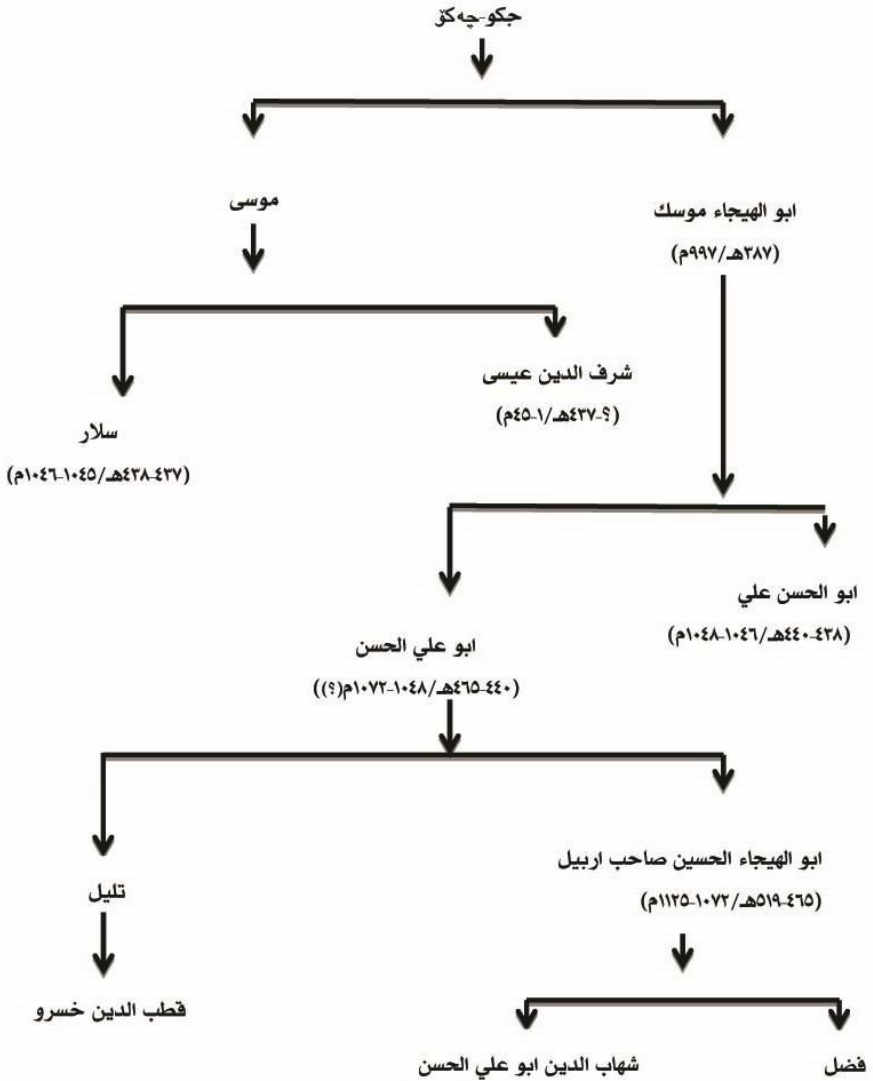 جكو-چەكۆ
ابو الهيجاء موسك
(٣٨٧هـ/٩٩٧م)
موسى
شرف الدين عيسى
(؟-٤٣٧هـ/١-٤٥م)
سلار
(٤٣٧-٤٣٨هـ/١٠٤٥-١٠٤٦م)
ابو الحسن علي
(٤٣٨-٤٤٠هـ/١٠٤٦-١٠٤٨م)
ابو علي الحسن
(٤٤٠-٤٦٥هـ/١٠٤٨-١٠٧٢م(؟))
ابو الهيجاء الحسين صاحب اربيل
(٤٦٥-٥١٩هـ/١٠٧٢-١١٢٥م)
تليل
قطب الدين خسرو
فضل
شهاب الدين ابو علي الحسن